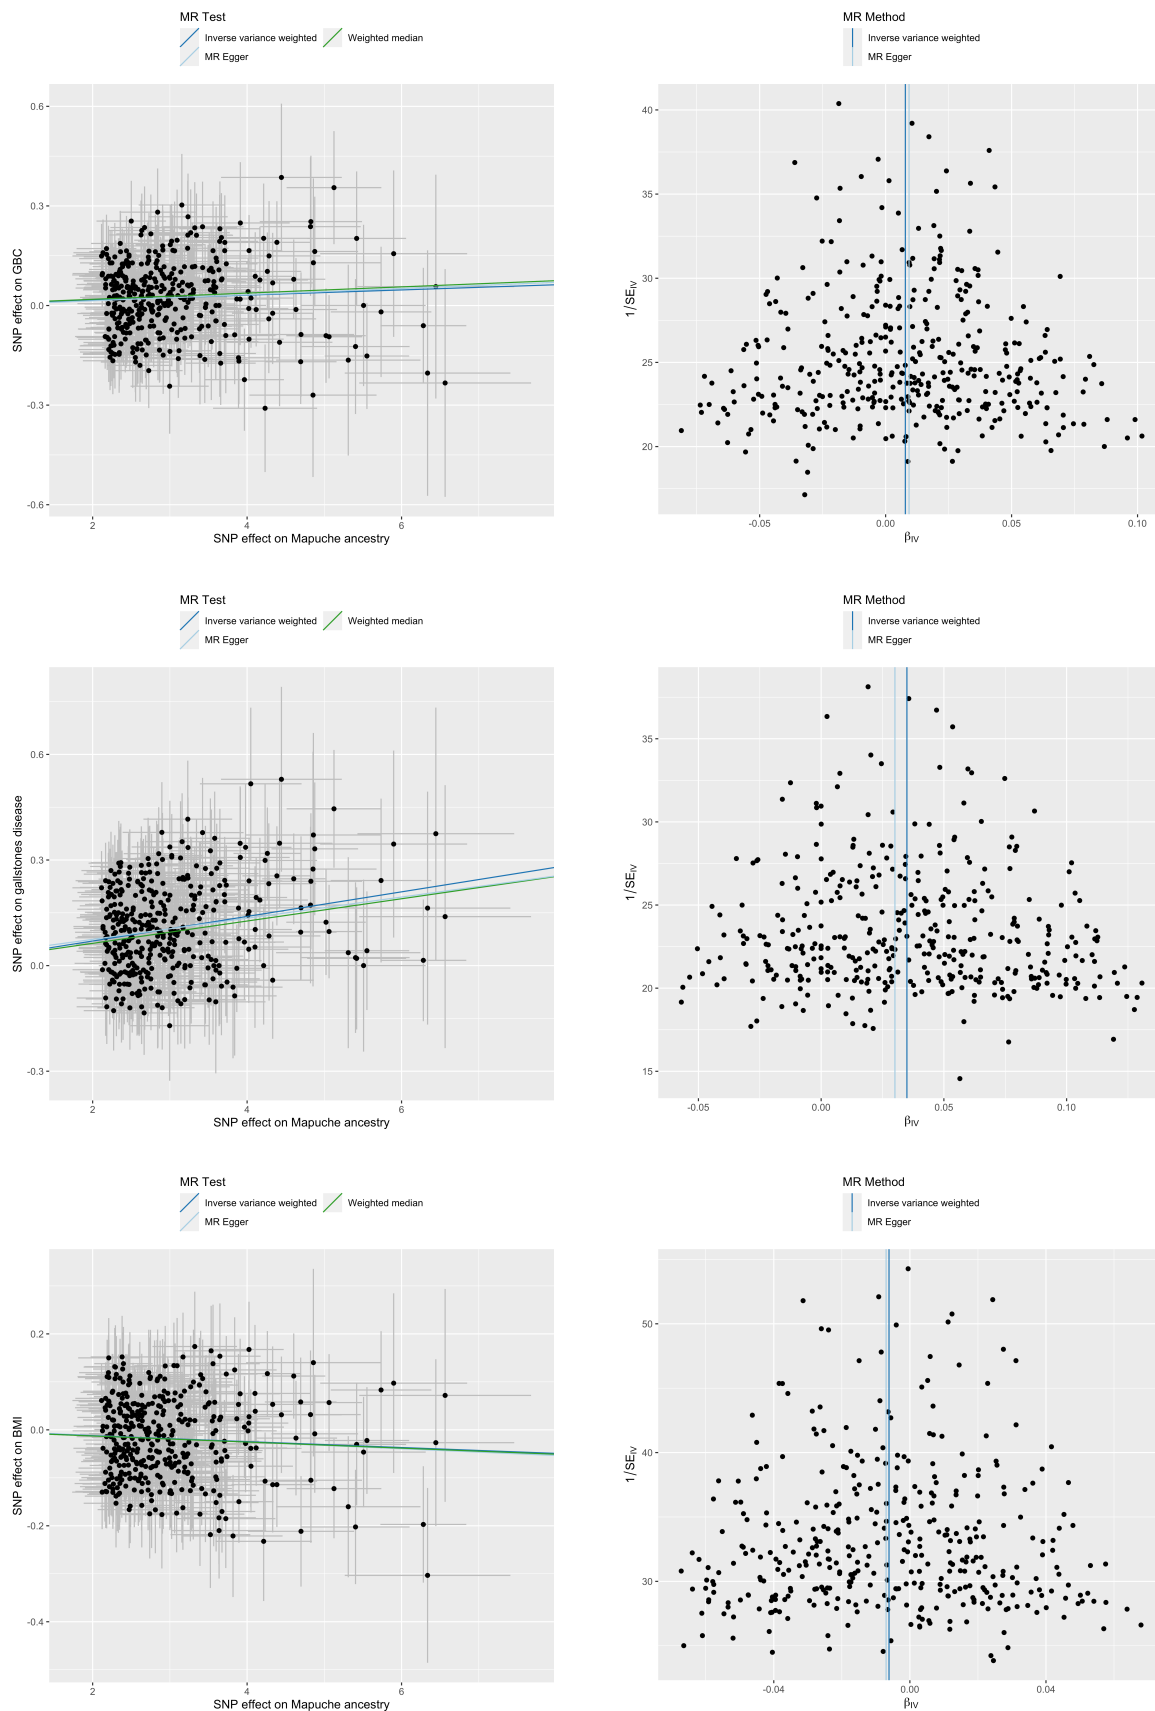 MR Test
Inverse variance weighted
Weighted median
MR Egger
0.6
0.3
0.0
-0.3
-0.6
SNP effect on GBC
2
4
6
SNP effect on Mapuche ancestry
MR Method
Inverse variance weighted
MR Egger
40
35
30
25
20
1/SE_IV
-0.05
0.00
0.05
0.10
β_IV
MR Test
Inverse variance weighted
Weighted median
MR Egger
0.6
0.3
0.0
-0.3
SNP effect on gallstones disease
2
4
6
SNP effect on Mapuche ancestry
MR Method
Inverse variance weighted
MR Egger
35
30
25
20
15
1/SE_IV
-0.05
0.00
0.05
0.10
β_IV
MR Test
Inverse variance weighted
Weighted median
MR Egger
0.2
0.0
-0.2
-0.4
SNP effect on BMI
2
4
6
SNP effect on Mapuche ancestry
MR Method
Inverse variance weighted
MR Egger
50
40
30
1/SE_IV
-0.04
0.00
0.04
β_IV